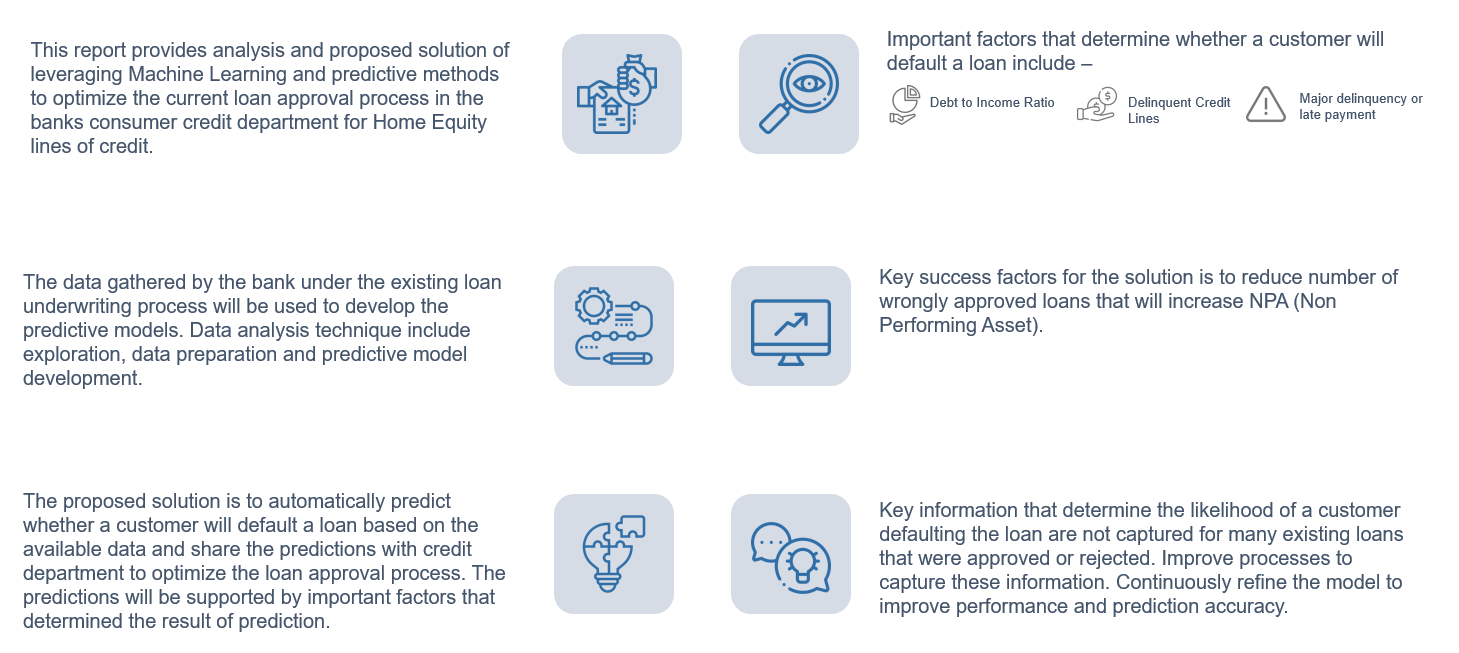 This report provides analysis and proposed solution of
leveraging Machine Learning and predictive methods
to optimize the current loan approval process in the
banks consumer credit department for Home Equity
lines of credit.
Important factors that determine whether a customer will
default a loan include –
Debt to Income Ratio
Delinquent Credit
Lines
Major delinquency or
late payment
The data gathered by the bank under the existing loan
underwriting process will be used to develop the
predictive models. Data analysis technique include
exploration, data preparation and predictive model
development.
Key success factors for the solution is to reduce number of
wrongly approved loans that will increase NPA (Non
Performing Asset).
The proposed solution is to automatically predict
whether a customer will default a loan based on the
available data and share the predictions with credit
department to optimize the loan approval process. The
predictions will be supported by important factors that
determined the result of prediction.
Key information that determine the likelihood of a customer
defaulting the loan are not captured for many existing loans
that were approved or rejected. Improve processes to
capture these information. Continuously refine the model to
improve performance and prediction accuracy.